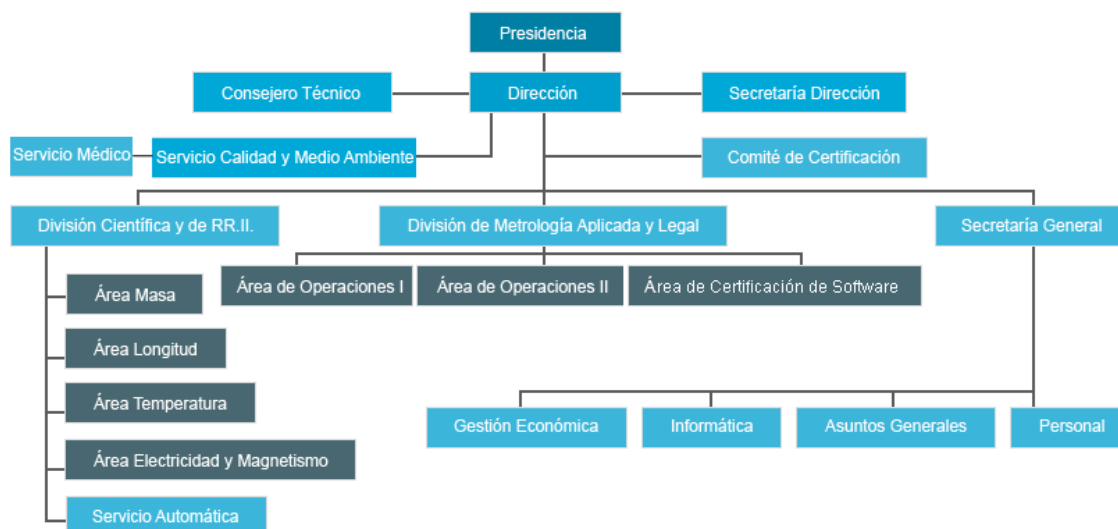 Presidencia
Consejero Técnico
Dirección
Secretaría Dirección
Servicio Médico
Servicio Calidad y Medio Ambiente
Comité de Certificación
División Científica y de RR.II.
División de Metrología Aplicada y Legal
Secretaría General
Área de Operaciones I
Área de Operaciones II
Área de Certificación de Software
Área Masa
Área Longitud
Área Temperatura
Gestión Económica
Informática
Asuntos Generales
Personal
Área Electricidad y Magnetismo
Servicio Automática